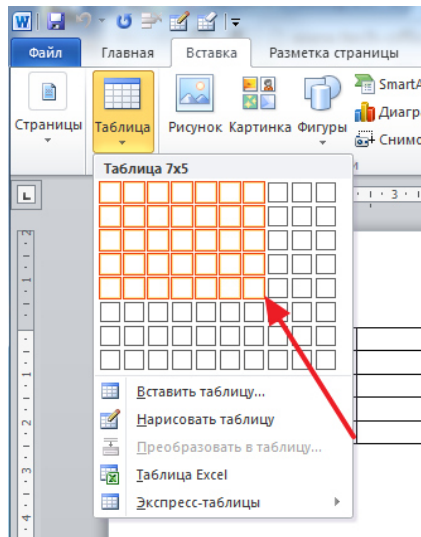 Файл Главная Вставка Разметка страницы
SmartA
Диагр
Страницы Таблица Рисунок Картинка Фигуры Снимо
Таблица 7x5
Вставить таблицу...
Нарисовать таблицу
Преобразовать в таблицу...
Таблица Excel
Экспресс-таблицы